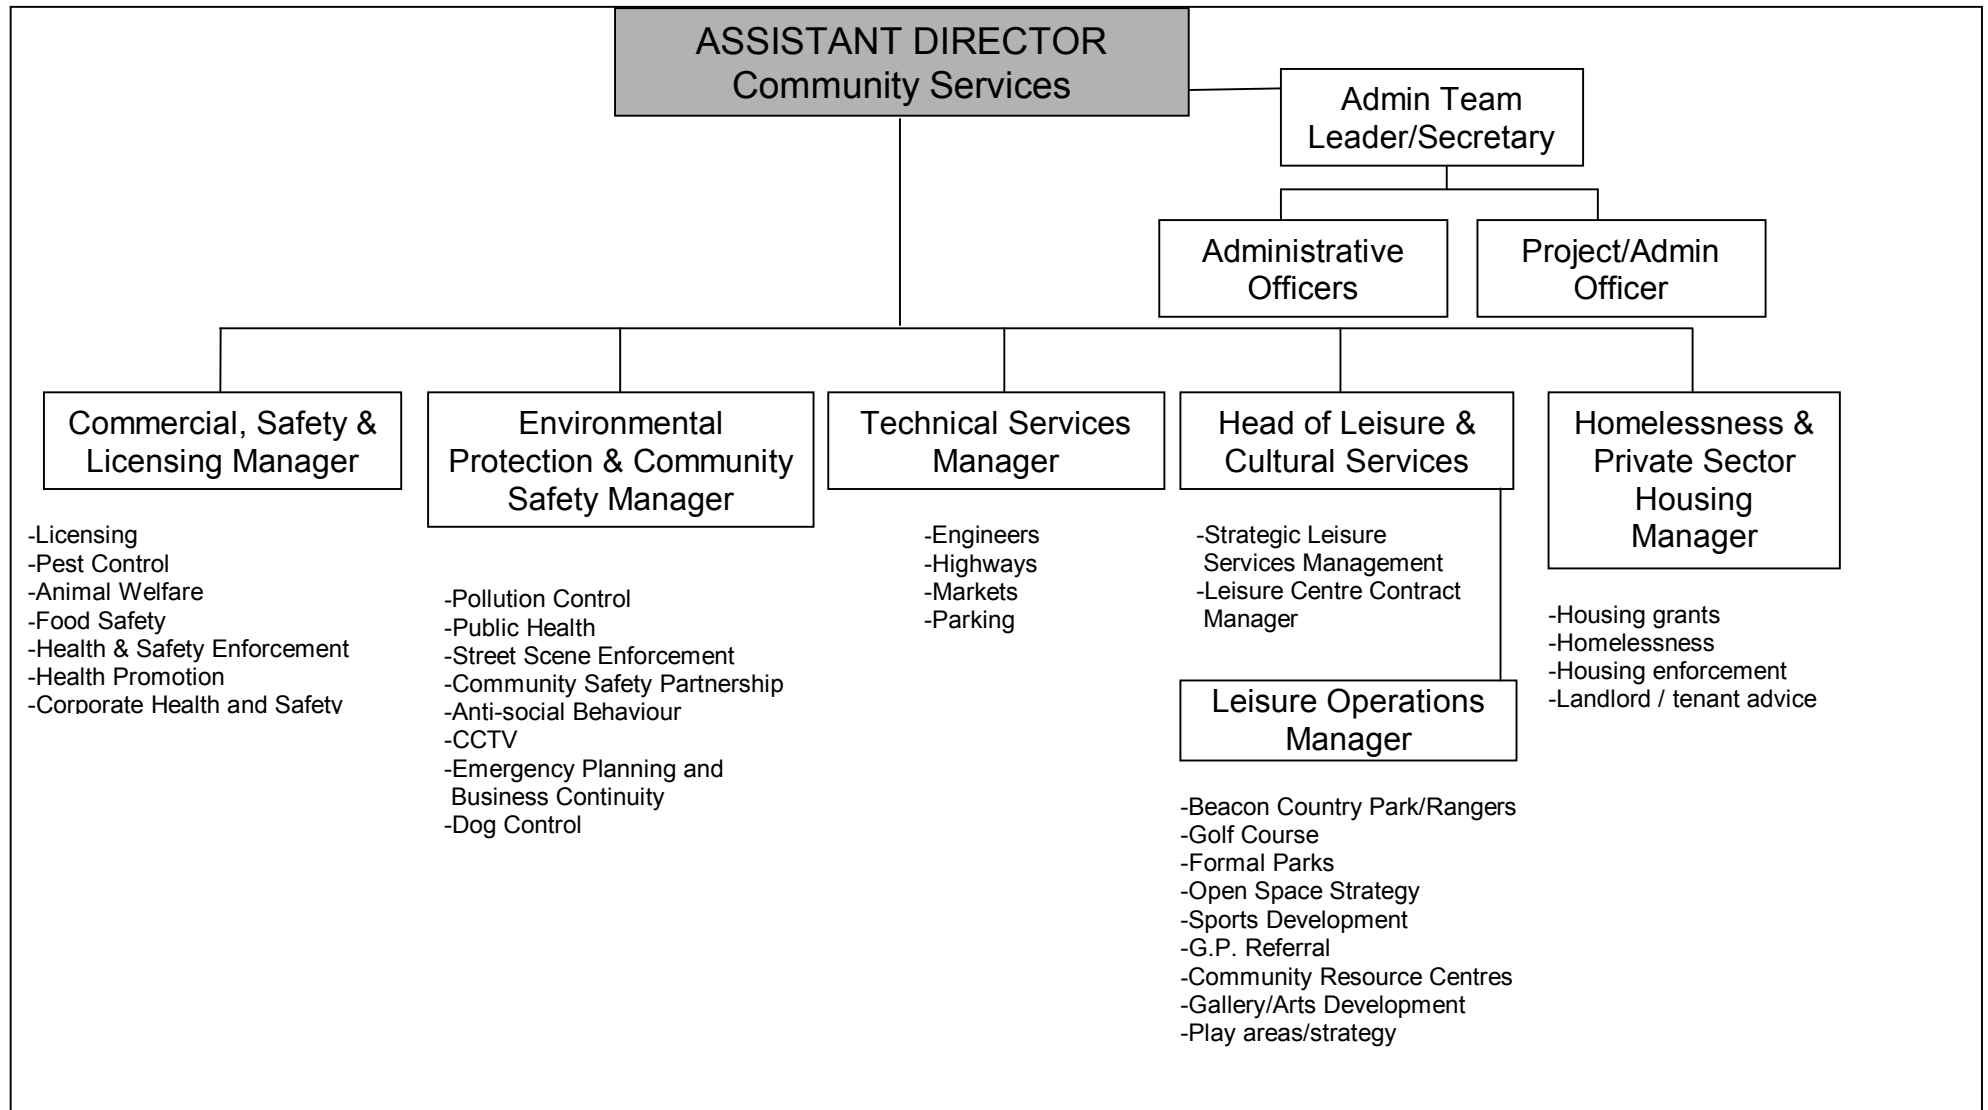 ASSISTANT DIRECTOR
Community Services
Admin Team
Leader/Secretary
Administrative
Officers
Project/Admin
Officer
Commercial, Safety &
Licensing Manager
-Licensing
-Pest Control
-Animal Welfare
-Food Safety
-Health & Safety Enforcement
-Health Promotion
-Corporate Health and Safety
Environmental
Protection & Community
Safety Manager
-Pollution Control
-Public Health
-Street Scene Enforcement
-Community Safety Partnership
-Anti-social Behaviour
-CCTV
-Emergency Planning and
Business Continuity
-Dog Control
Technical Services
Manager
-Engineers
-Highways
-Markets
-Parking
Head of Leisure &
Cultural Services
-Strategic Leisure
Services Management
-Leisure Centre Contract
Manager
Leisure Operations
Manager
-Beacon Country Park/Rangers
-Golf Course
-Formal Parks
-Open Space Strategy
-Sports Development
-G.P. Referral
-Community Resource Centres
-Gallery/Arts Development
-Play areas/strategy
Homelessness &
Private Sector
Housing
Manager
-Housing grants
-Homelessness
-Housing enforcement
-Landlord / tenant advice